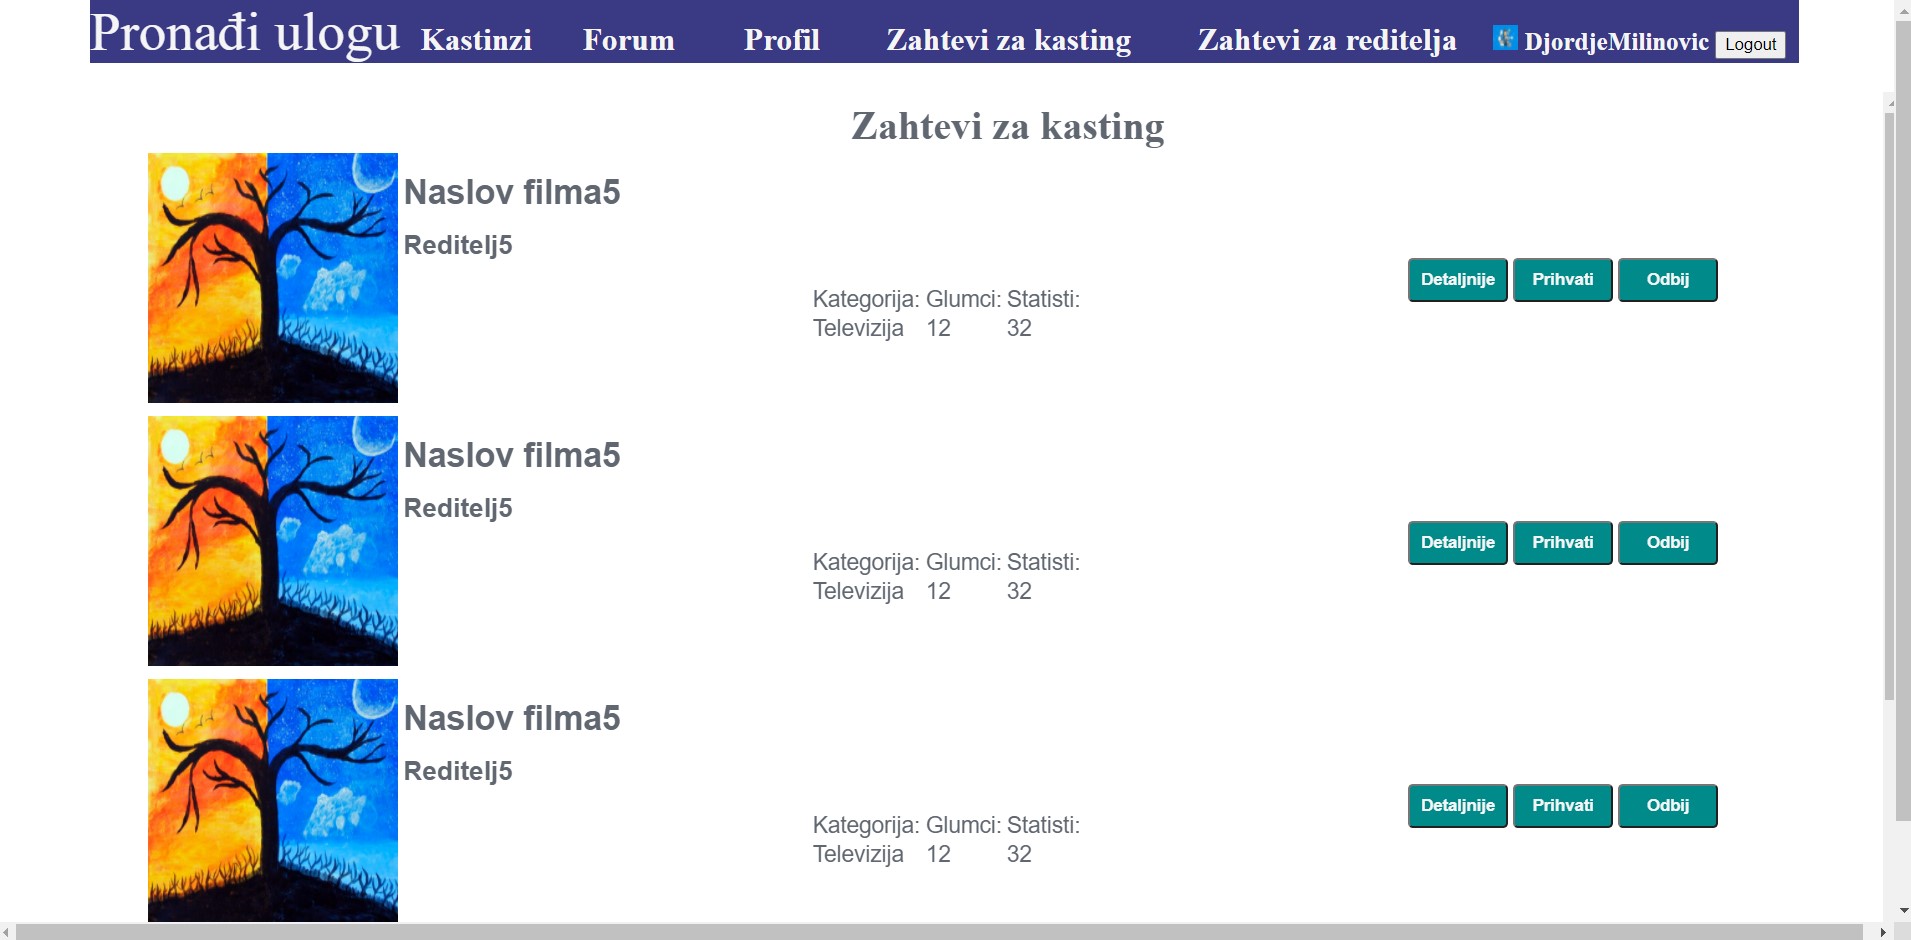 Pronađi ulogu Kastinzi Forum Profil Zahtevi za kasting Zahtevi za reditelja DjordjeMilinovic Logout
Zahtevi za kasting
Naslov filma5
Reditelj5
Kategorija: Glumci: Statisti:
Televizija 12 32
Detaljnije Prihvati Odbij
Naslov filma5
Reditelj5
Kategorija: Glumci: Statisti:
Televizija 12 32
Detaljnije Prihvati Odbij
Naslov filma5
Reditelj5
Kategorija: Glumci: Statisti:
Televizija 12 32
Detaljnije Prihvati Odbij